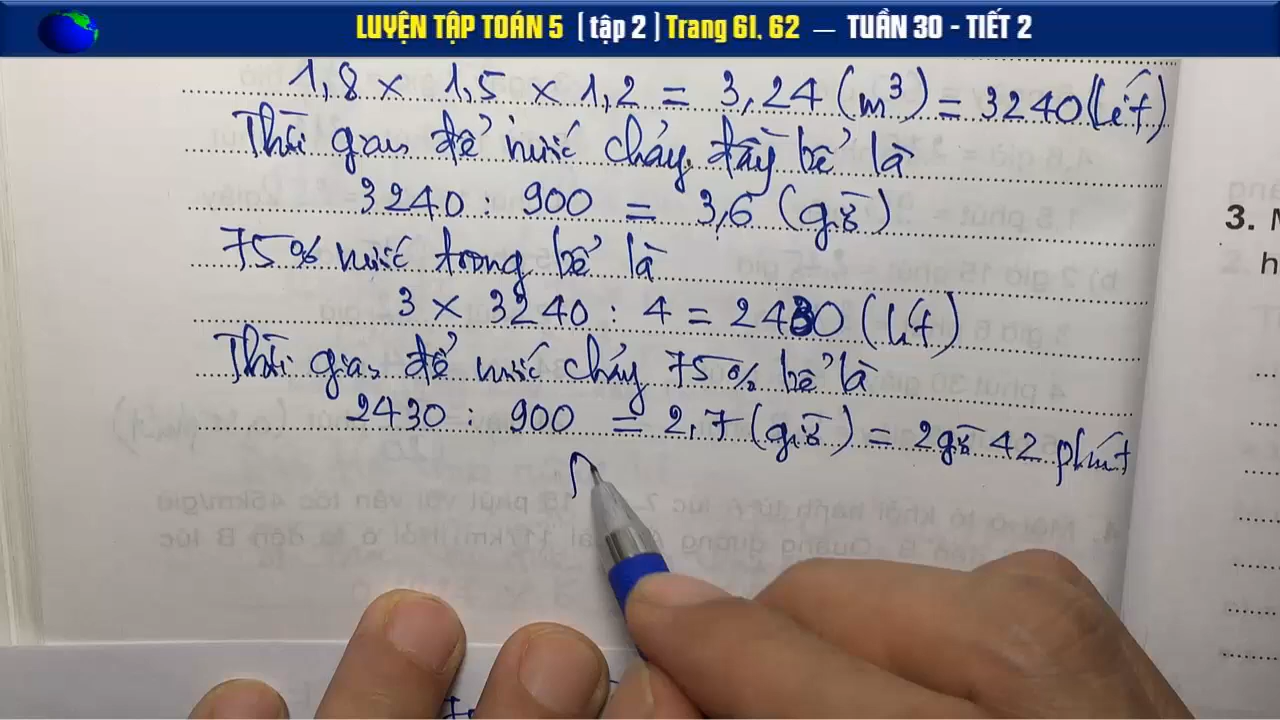 LUYỆN TẬP TOÁN 5 ( tập 2 ) Trang 61, 62 — TUẦN 30 - TIẾT 2
1,8 × 1,5 × 1,2 = 3,24 (m³) = 3240 (lít)
Thời gian để nước chảy đầy bể là
3240 : 900 = 3,6 (giờ)
75% nước trong bể là
3 × 3240 : 4 = 2430 (lít)
Thời gian để nước chảy 75% bể là
2430 : 900 = 2,7 (giờ) = 2 giờ 42 phút
3.
h